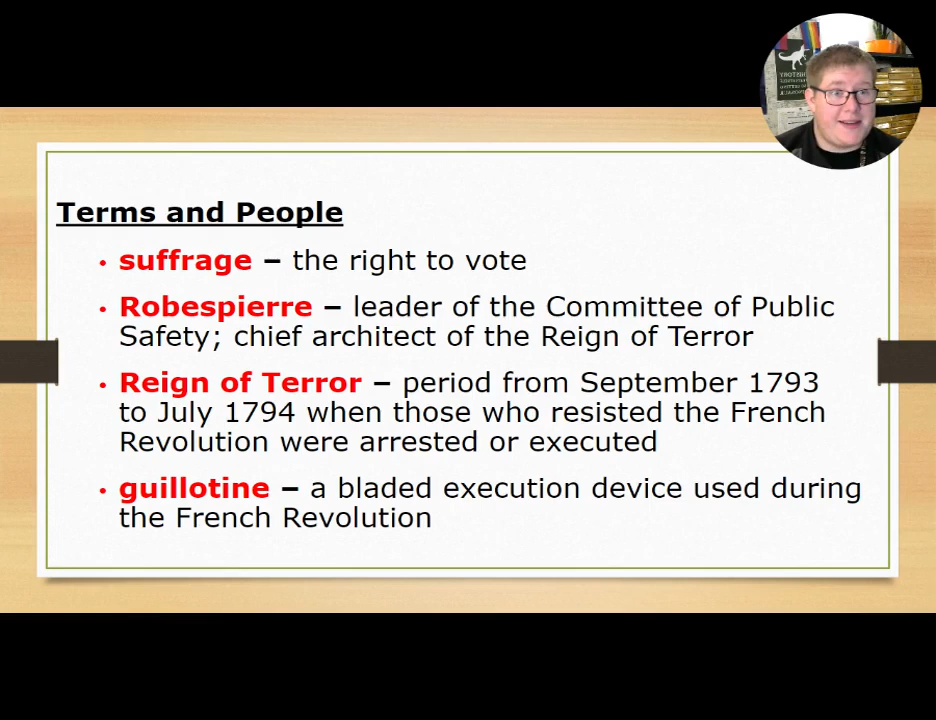 Terms and People
• suffrage – the right to vote
• Robespierre – leader of the Committee of Public
Safety; chief architect of the Reign of Terror
• Reign of Terror – period from September 1793
to July 1794 when those who resisted the French
Revolution were arrested or executed
• guillotine – a bladed execution device used during
the French Revolution